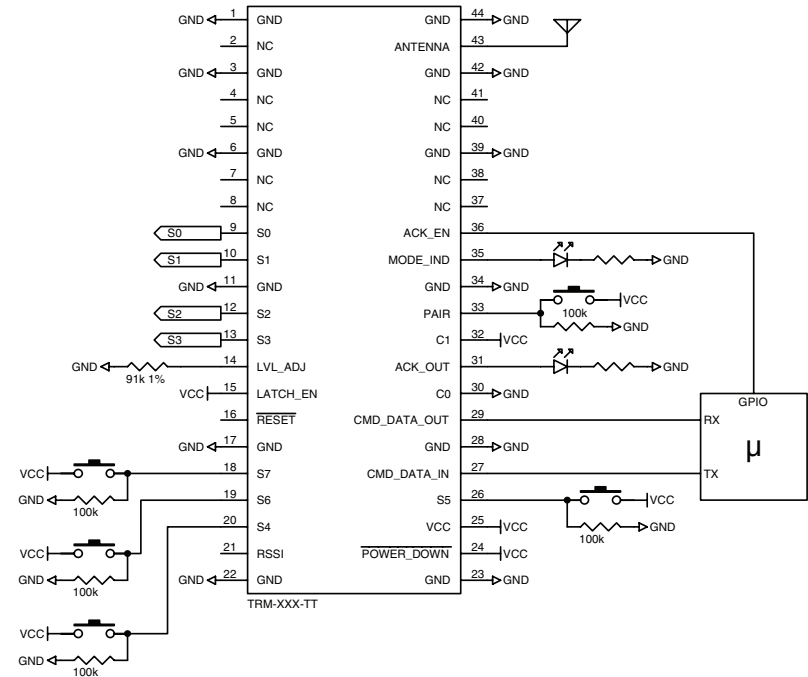 GND 1 GND 44 GND
2 NC ANTENNA 43
GND 3 GND GND 42 GND
4 NC NC 41
5 NC NC 40
GND 6 GND GND 39 GND
7 NC NC 38
8 NC NC 37
S0 9 S0 ACK_EN 36
S1 10 S1 MODE_IND 35 GND
GND 11 GND GND 34 GND
S2 12 S2 PAIR 33 VCC
100k
GND
S3 13 S3 C1 32 VCC
GND 14 LVL_ADJ ACK_OUT 31 GND
91k 1%
VCC 15 LATCH_EN C0 30 GND
GPIO
16 RESET CMD_DATA_OUT 29 RX
µ
GND 17 GND GND 28 GND
VCC 18 S7 CMD_DATA_IN 27 TX
GND 19 S6 S5 26 VCC
100k
20 S4 VCC 25 VCC GND
100k
VCC 21 RSSI POWER_DOWN 24 VCC
GND 22 GND GND 23 GND
GND
100k
TRM-XXX-TT
VCC
GND
100k